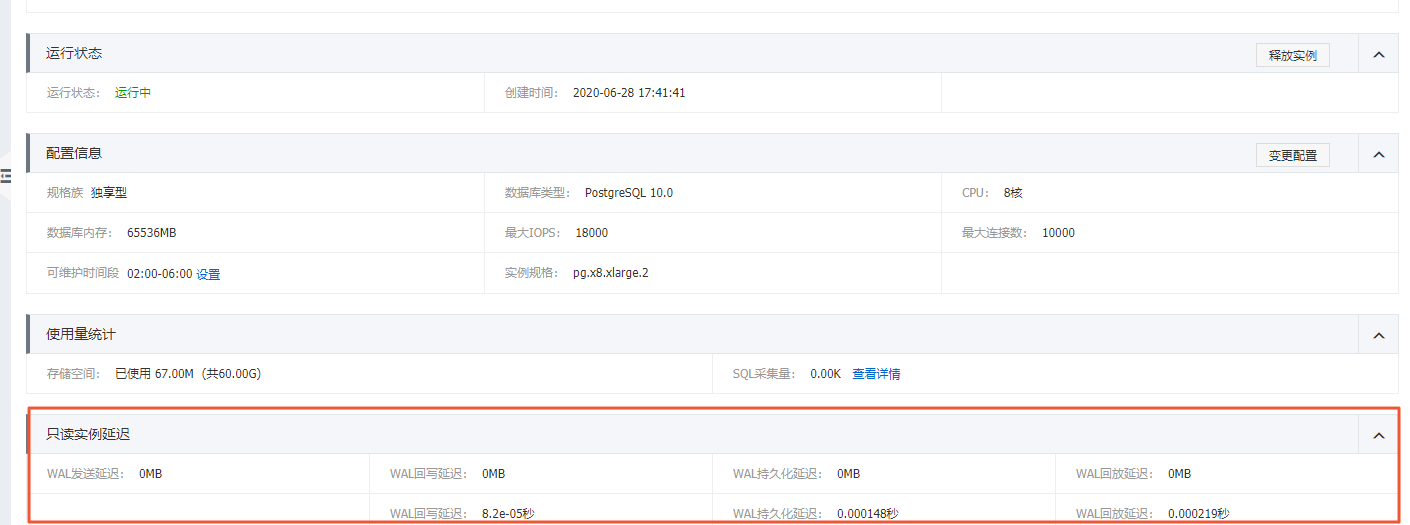 运行状态 释放实例
运行状态： 运行中 创建时间： 2020-06-28 17:41:41
配置信息 变更配置
规格族 独享型 数据库类型： PostgreSQL 10.0 CPU： 8核
数据库内存： 65536MB 最大IOPS： 18000 最大连接数： 10000
可维护时间段 02:00-06:00 设置 实例规格： pg.x8.xlarge.2
使用量统计
存储空间： 已使用 67.00M（共60.00G） SQL采集量： 0.00K 查看详情
只读实例延迟
WAL发送延迟： 0MB WAL回写延迟： 0MB WAL持久化延迟： 0MB WAL回放延迟： 0MB
WAL回写延迟： 8.2e-05秒 WAL持久化延迟： 0.000148秒 WAL回放延迟： 0.000219秒